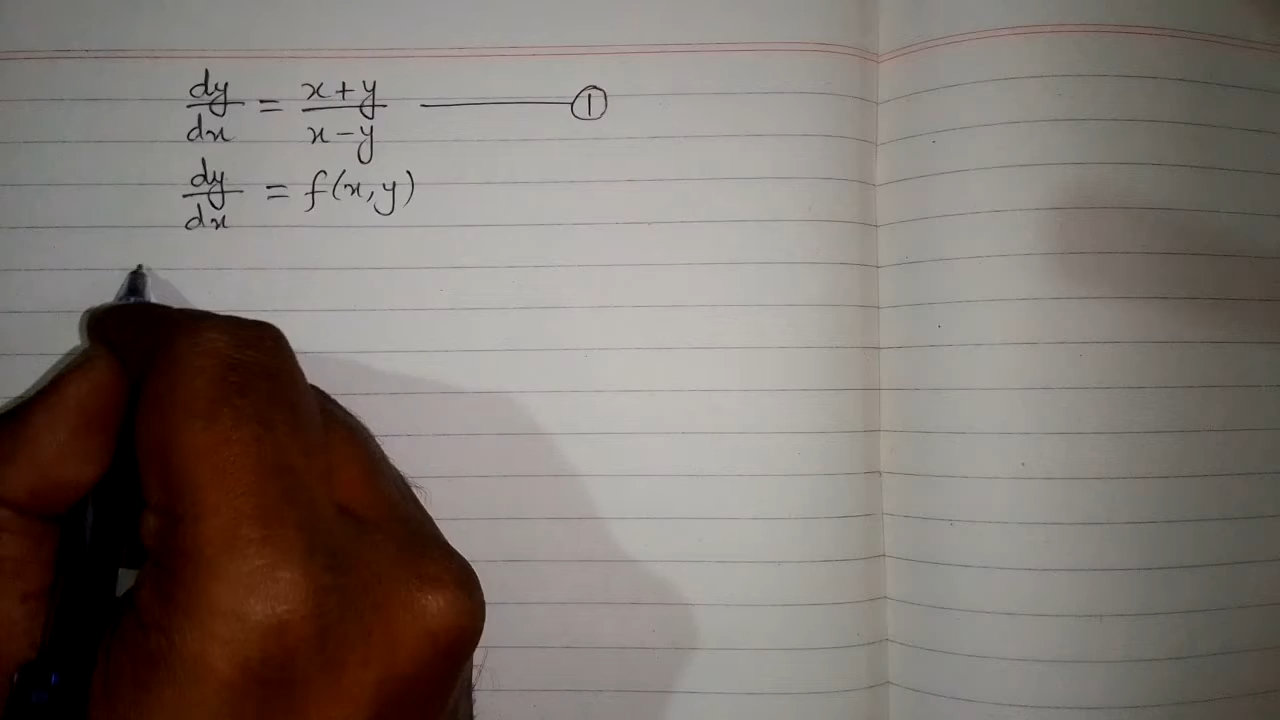 dy/dx = x+y/x-y ——— ①
dy/dx = f(x,y)